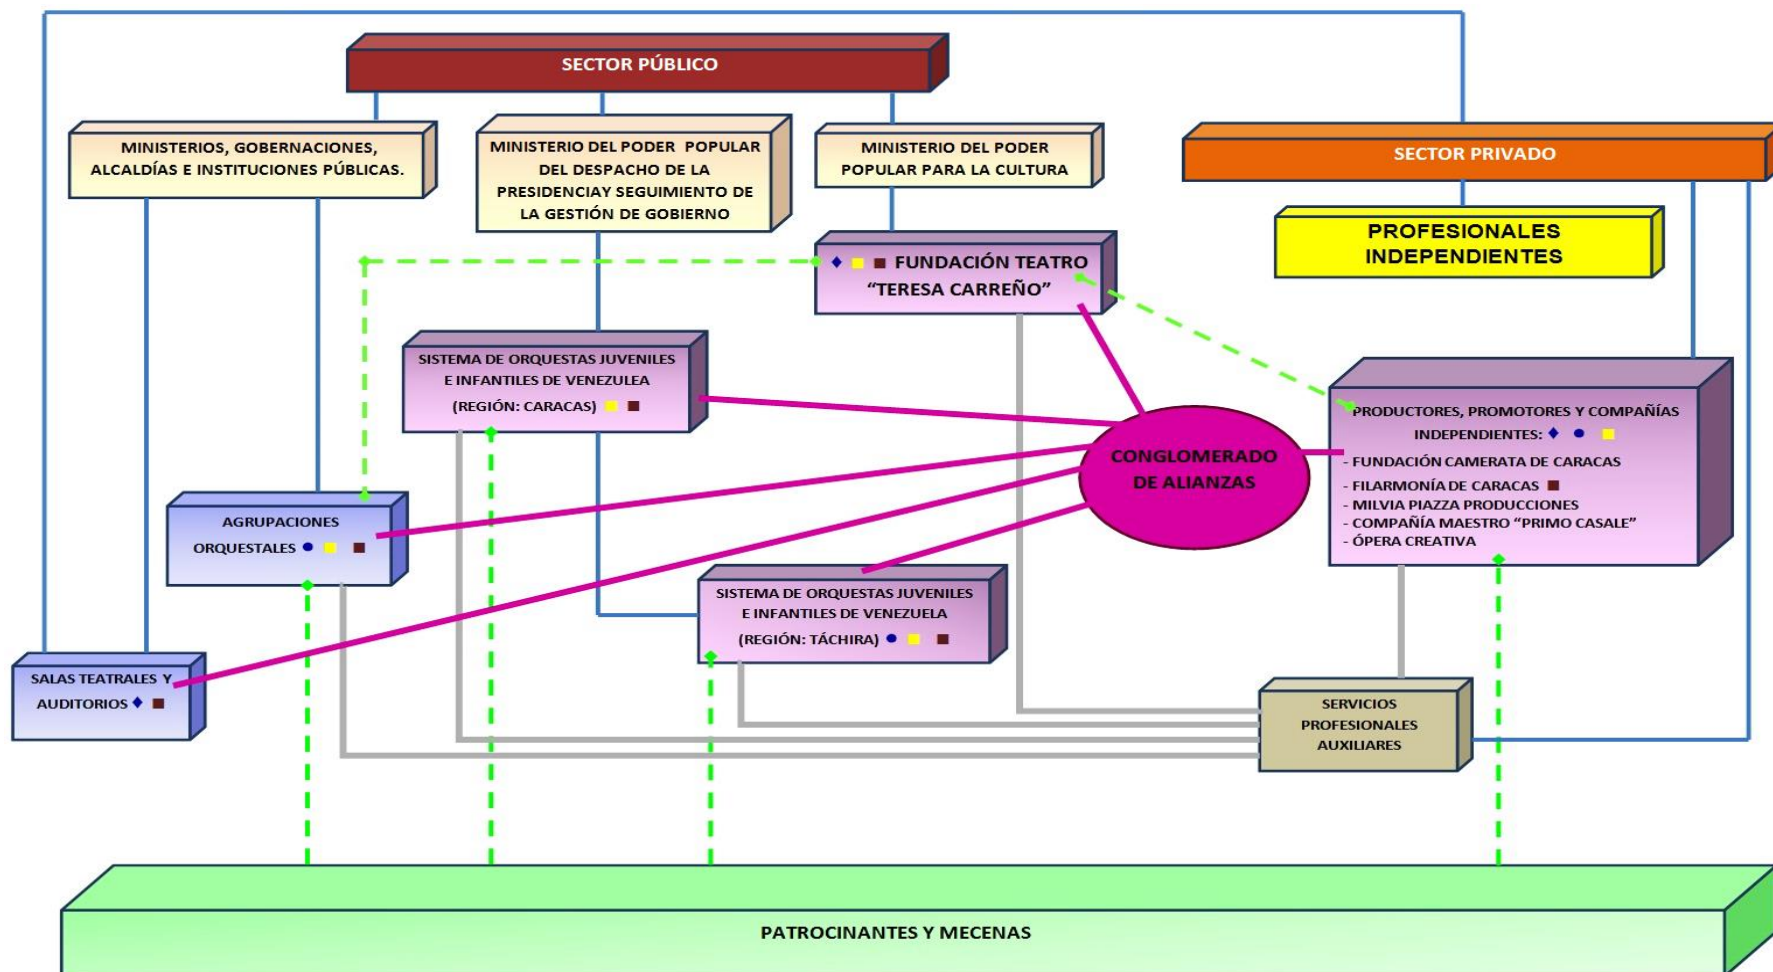 SECTOR PÚBLICO
MINISTERIOS, GOBERNACIONES,
ALCALDÍAS E INSTITUCIONES PÚBLICAS.
MINISTERIO DEL PODER POPULAR
DEL DESPACHO DE LA
PRESIDENCIAY SEGUIMIENTO DE
LA GESTIÓN DE GOBIERNO
MINISTERIO DEL PODER
POPULAR PARA LA CULTURA
SECTOR PRIVADO
PROFESIONALES
INDEPENDIENTES
FUNDACIÓN TEATRO
“TERESA CARREÑO”
SISTEMA DE ORQUESTAS JUVENILES
E INFANTILES DE VENEZULEA
(REGIÓN: CARACAS)
PRODUCTORES, PROMOTORES Y COMPAÑÍAS
INDEPENDIENTES:
- FUNDACIÓN CAMERATA DE CARACAS
- FILARMONÍA DE CARACAS
- MILVIA PIAZZA PRODUCCIONES
- COMPAÑÍA MAESTRO “PRIMO CASALE”
- ÓPERA CREATIVA
CONGLOMERADO
DE ALIANZAS
AGRUPACIONES
ORQUESTALES
SISTEMA DE ORQUESTAS JUVENILES
E INFANTILES DE VENEZUELA
(REGIÓN: TÁCHIRA)
SALAS TEATRALES Y
AUDITORIOS
SERVICIOS
PROFESIONALES
AUXILIARES
PATROCINANTES Y MECENAS